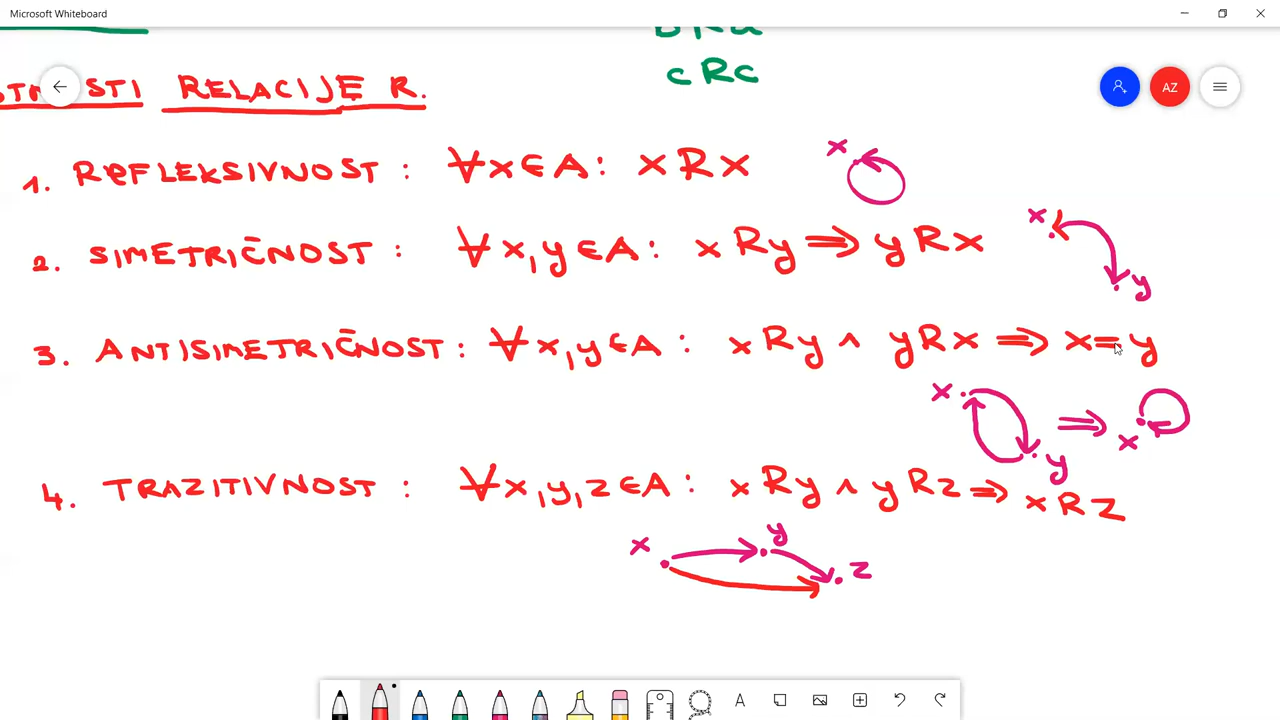 Microsoft Whiteboard
cRc
STI RELACIJE R.
AZ
1. REFLEKSIVNOST : ∀x∈A: xRx
x
2. SIMETRIČNOST : ∀x,y∈A: xRy ⇒ yRx
x
y
3. ANTISIMETRIČNOST : ∀x,y∈A : xRy ∧ yRx ⇒ x=y
x
y
⇒
x
4. TRAZITIVNOST : ∀x,y,z∈A: xRy ∧ yRz ⇒ xRz
x
y
z
A